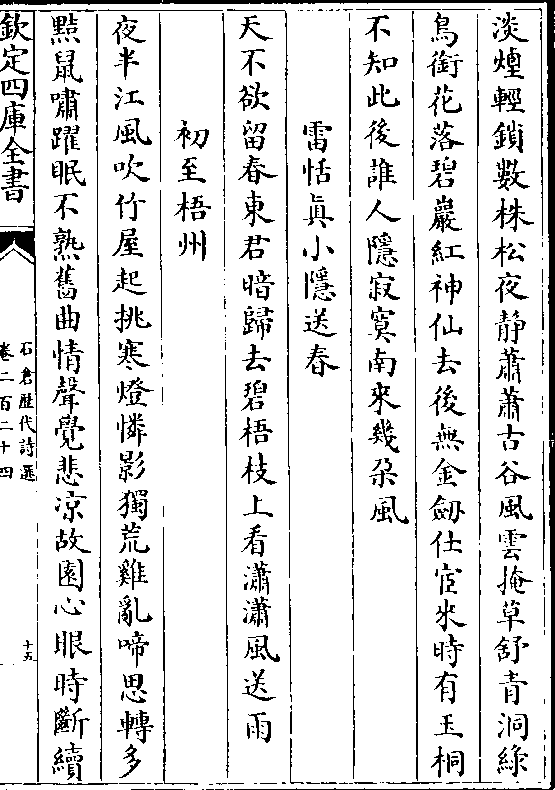 淡煙輕鎖數株松夜靜蕭蕭古谷風雲掩草舒青洞緑
鳥銜花落碧巖紅神仙去後無金劒仕宦來時有玉桐
不知此後誰人隱寂寞南來幾朶風
雷恬眞小隱送春
天不欲留春東君暗歸去碧梧枝上看瀟瀟風送雨
初至梧州
夜半江風吹竹屋起挑寒燈憐影獨荒雞亂啼思轉多
黠鼠嘯躍眠不熟舊曲情聲覺悲凉故園心眼時斷續
欽定四庫全書
石倉歴代詩選
卷二百二十四
十五